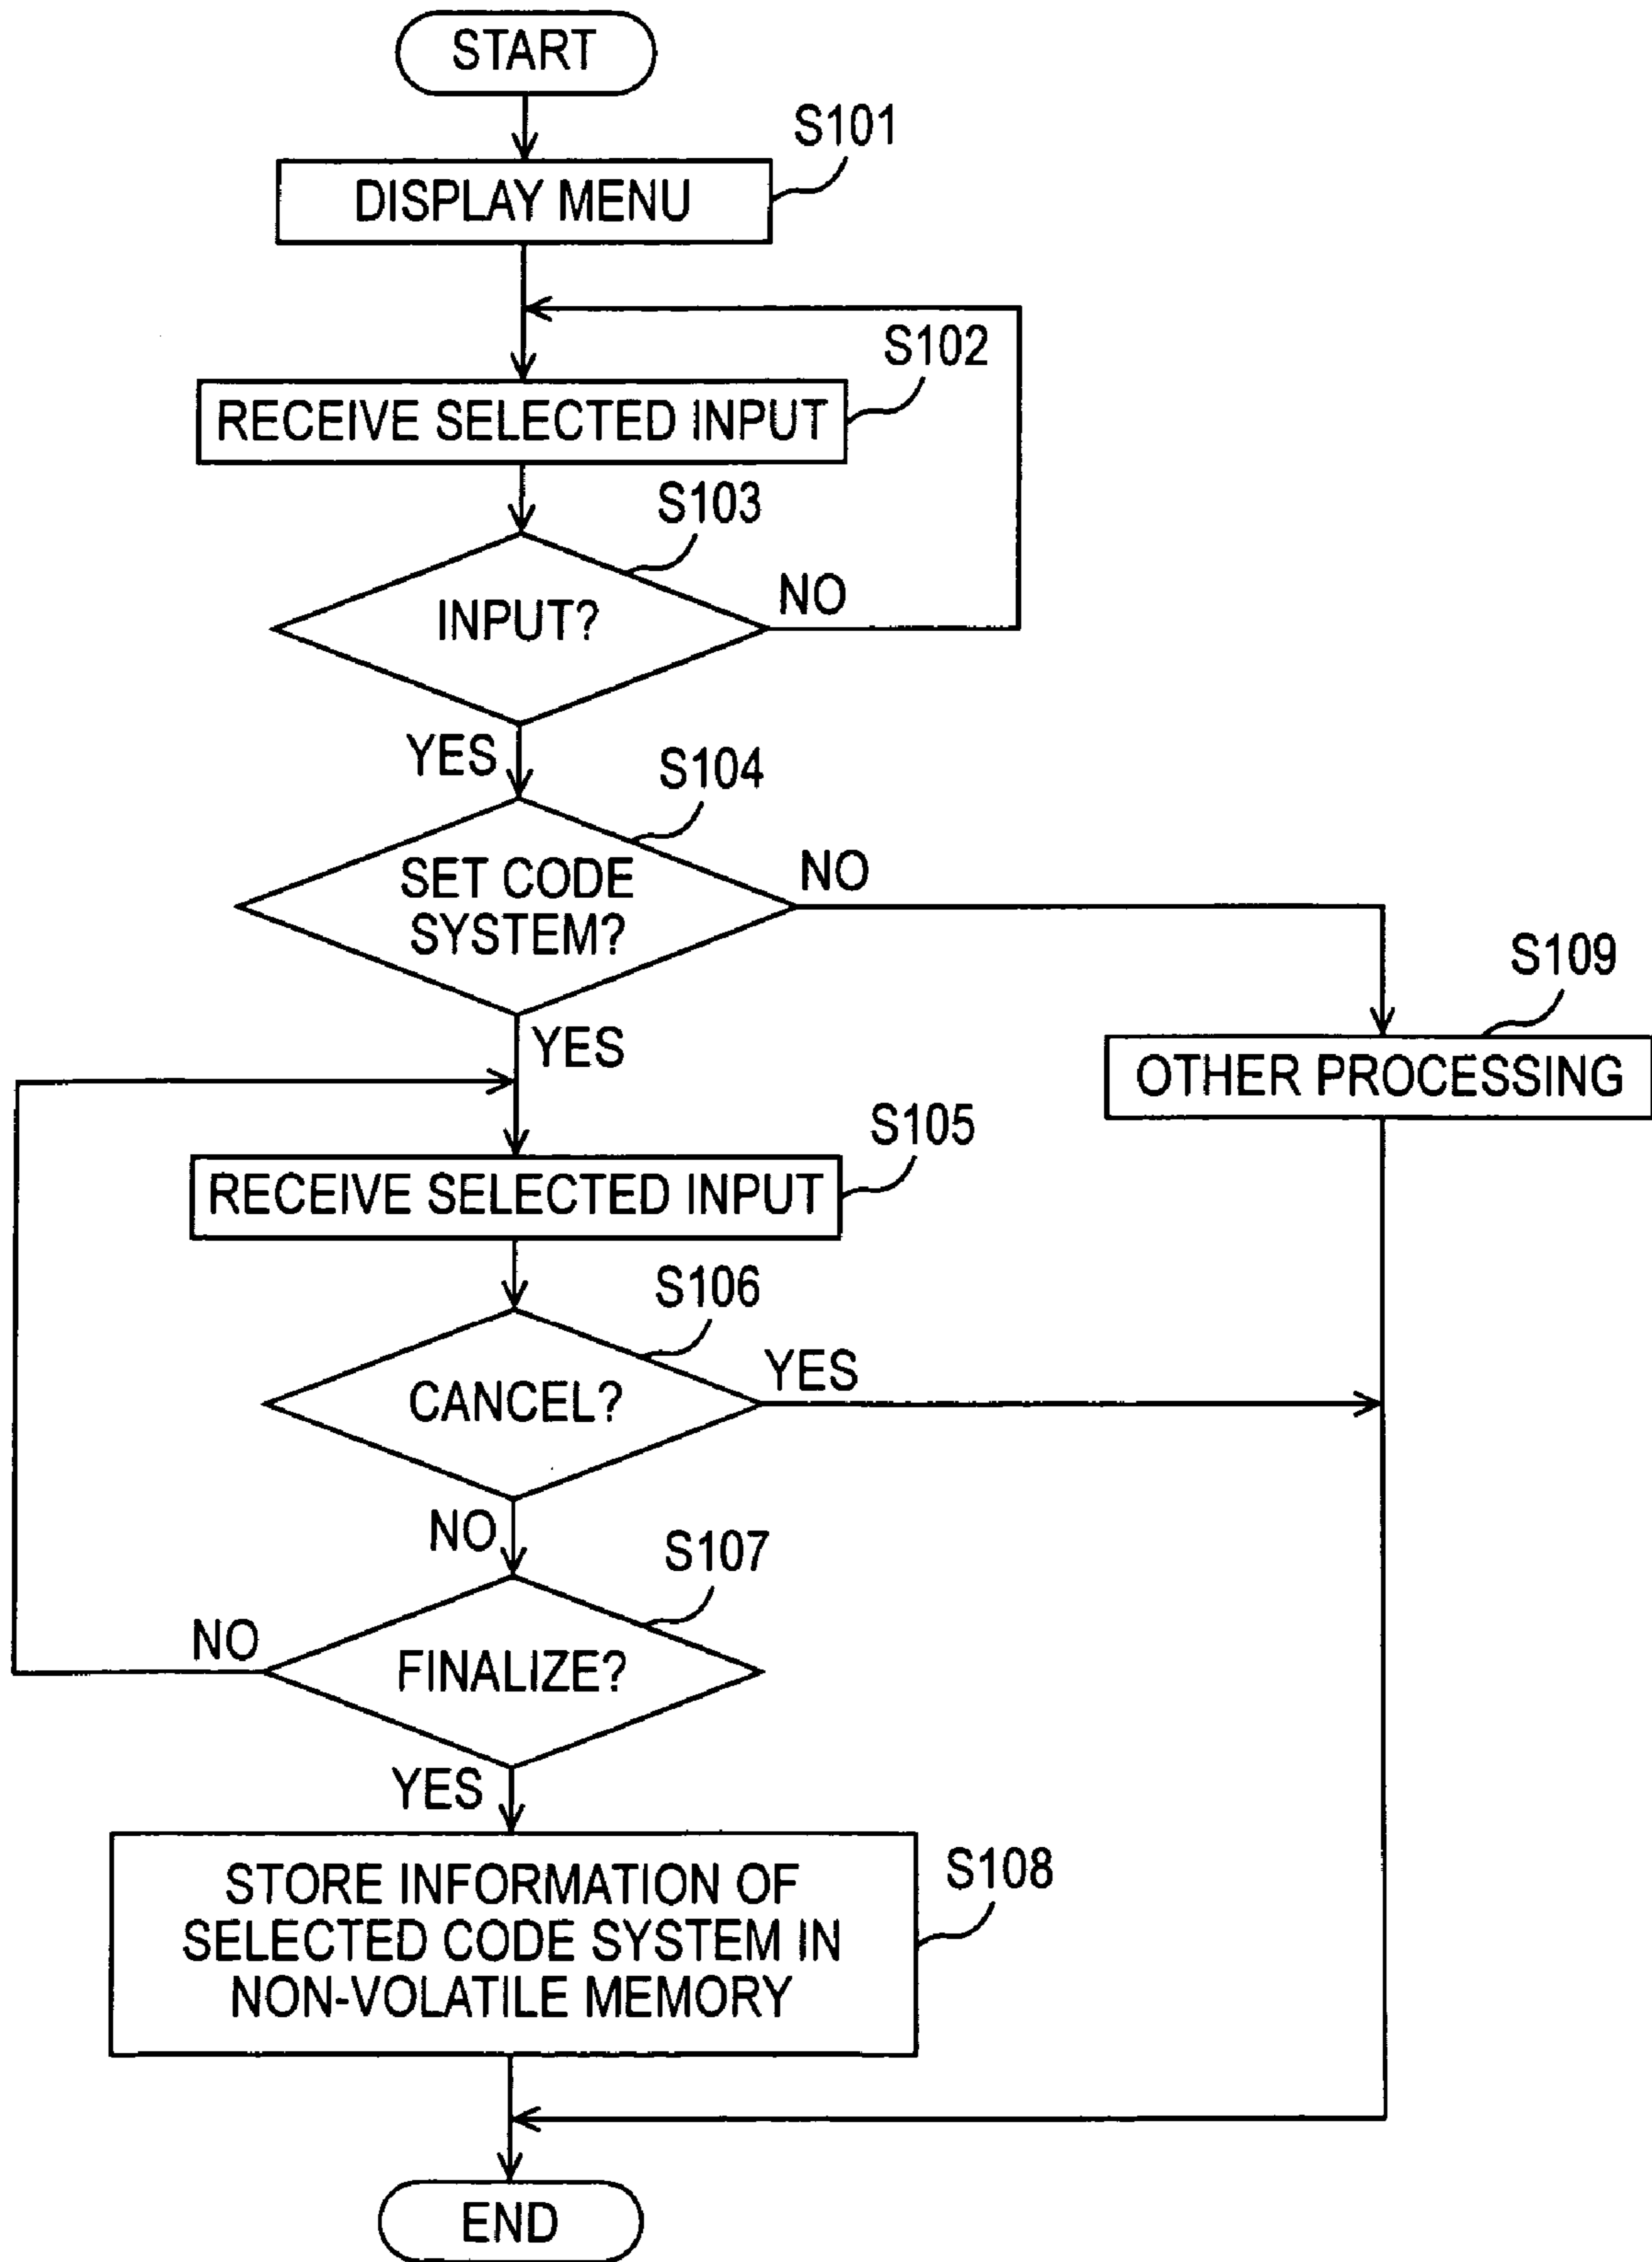 START
S101
DISPLAY MENU
S102
RECEIVE SELECTED INPUT
S103
INPUT?
NO
YES
S104
SET CODE
SYSTEM?
NO
YES
S109
OTHER PROCESSING
S105
RECEIVE SELECTED INPUT
S106
CANCEL?
YES
NO
S107
NO
FINALIZE?
YES
S108
STORE INFORMATION OF
SELECTED CODE SYSTEM IN
NON-VOLATILE MEMORY
END